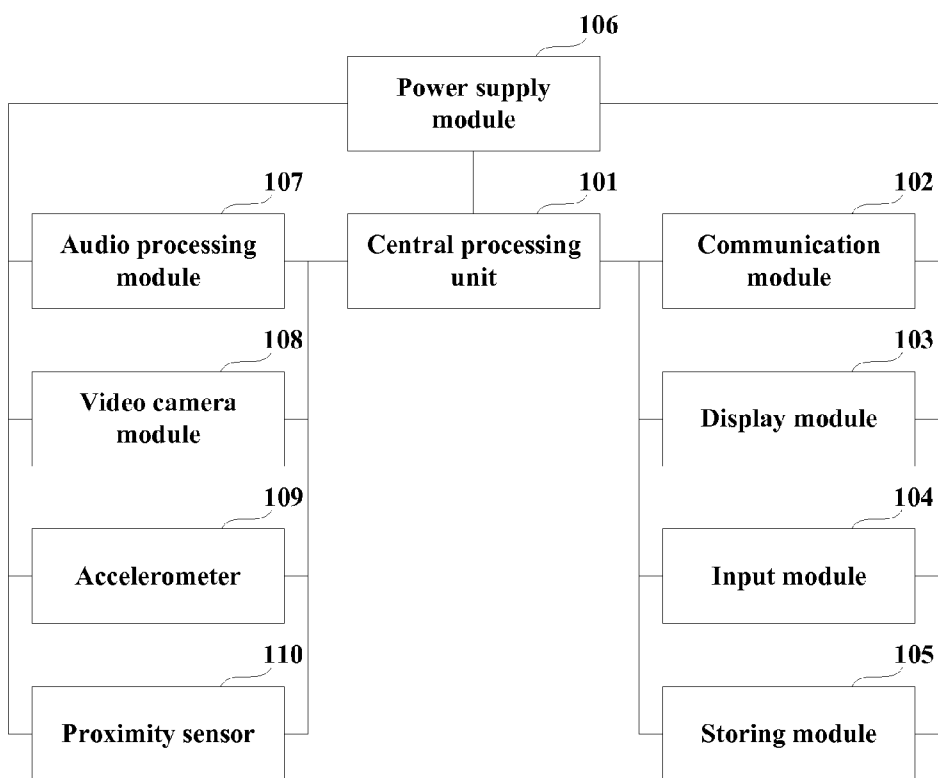 106
Power supply
module
107
101
102
Audio processing
module
Central processing
unit
Communication
module
108
103
Video camera
module
Display module
109
104
Accelerometer
Input module
110
105
Proximity sensor
Storing module